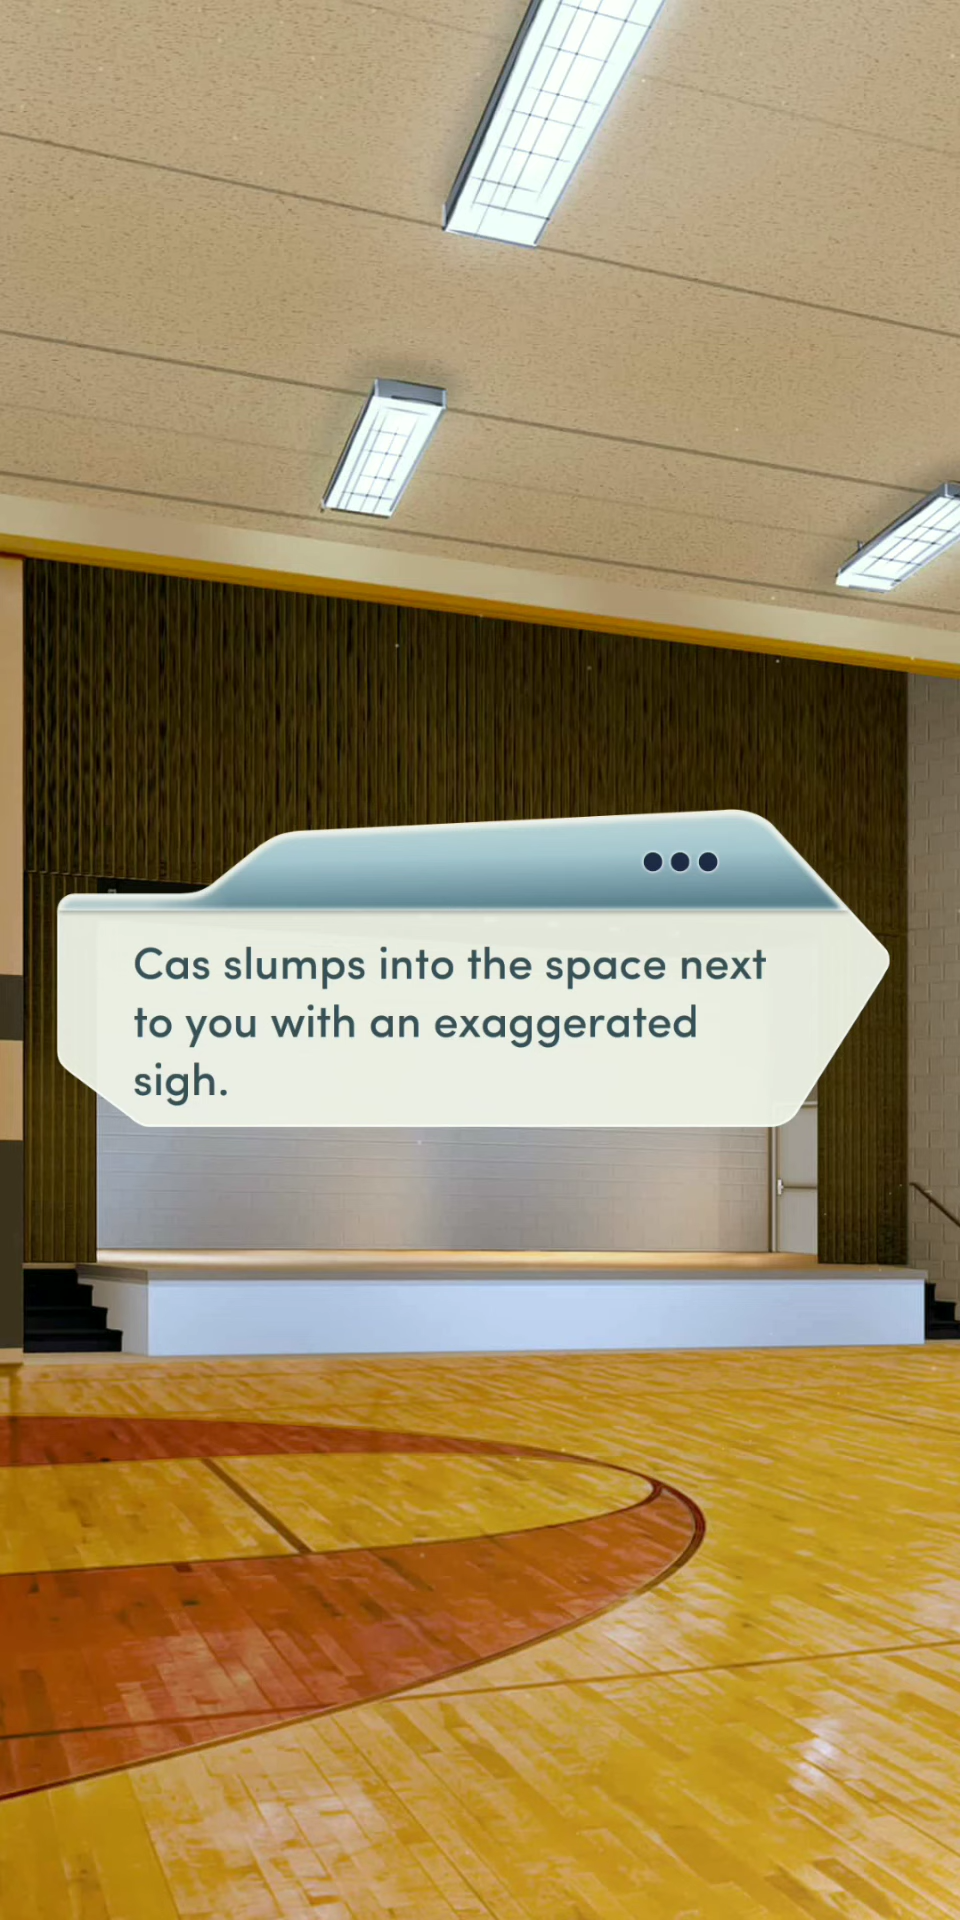 Cas slumps into the space next
to you with an exaggerated
sigh.